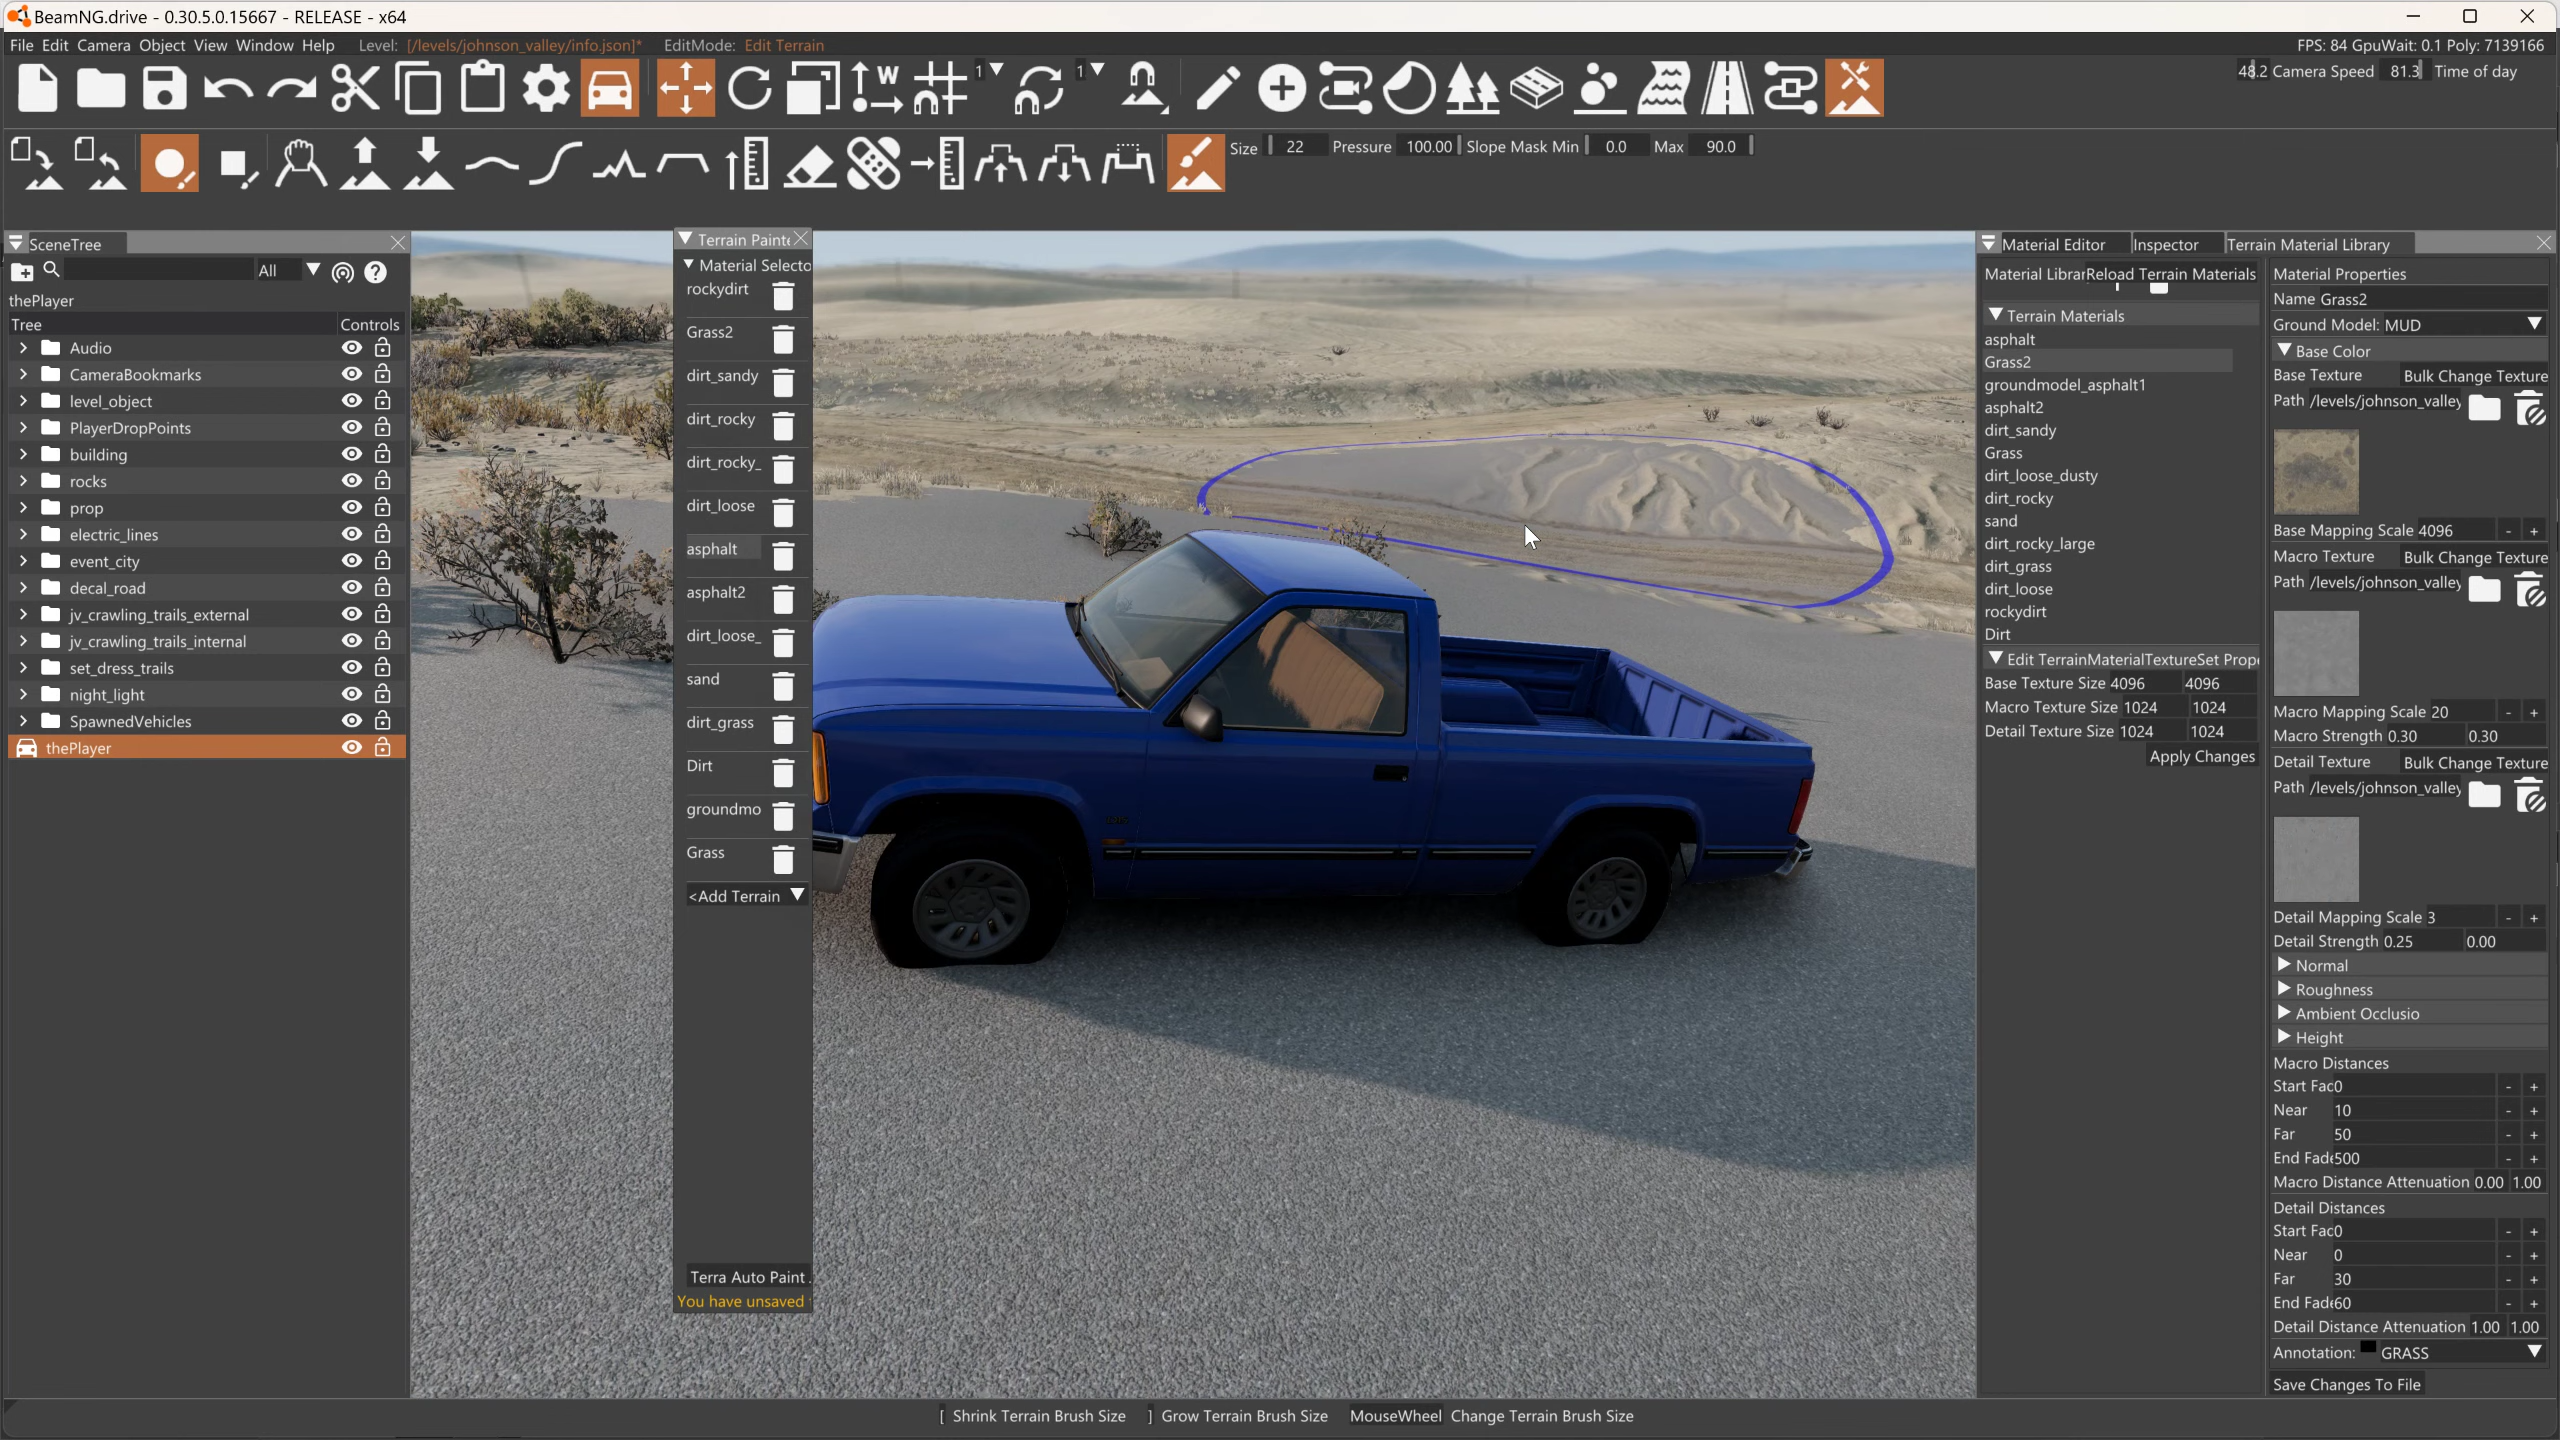 BeamNG.drive - 0.30.5.0.15667 - RELEASE - x64
File Edit Camera Object View Window Help Level: [/levels/johnson_valley/info.json]* EditMode: Edit Terrain
FPS: 84 GpuWait: 0.1 Poly: 7139166
W 1 1
48.2 Camera Speed 81.3 Time of day
Size 22 Pressure 100.00 Slope Mask Min 0.0 Max 90.0
SceneTree
All
thePlayer
Tree Controls
Audio
CameraBookmarks
level_object
PlayerDropPoints
building
rocks
prop
electric_lines
event_city
decal_road
jv_crawling_trails_external
jv_crawling_trails_internal
set_dress_trails
night_light
SpawnedVehicles
thePlayer
Terrain Painte
Material Selecto
rockydirt
Grass2
dirt_sandy
dirt_rocky
dirt_rocky_
dirt_loose
asphalt
asphalt2
dirt_loose_
sand
dirt_grass
Dirt
groundmo
Grass
<Add Terrain
Terra Auto Paint
You have unsaved
Material Editor Inspector Terrain Material Library
Material Librar Reload Terrain Materials
Terrain Materials
asphalt
Grass2
groundmodel_asphalt1
asphalt2
dirt_sandy
Grass
dirt_loose_dusty
dirt_rocky
sand
dirt_rocky_large
dirt_grass
dirt_loose
rockydirt
Dirt
Edit TerrainMaterialTextureSet Prope
Base Texture Size 4096 4096
Macro Texture Size 1024 1024
Detail Texture Size 1024 1024
Apply Changes
Material Properties
Name Grass2
Ground Model: MUD
Base Color
Base Texture Bulk Change Texture
Path /levels/johnson_valley
Base Mapping Scale 4096 - +
Macro Texture Bulk Change Texture
Path /levels/johnson_valley
Macro Mapping Scale 20 - +
Macro Strength 0.30 0.30
Detail Texture Bulk Change Texture
Path /levels/johnson_valley
Detail Mapping Scale 3 - +
Detail Strength 0.25 0.00
Normal
Roughness
Ambient Occlusio
Height
Macro Distances
Start Fad 0 - +
Near 10 - +
Far 50 - +
End Fade 500 - +
Macro Distance Attenuation 0.00 1.00
Detail Distances
Start Fad 0 - +
Near 0 - +
Far 30 - +
End Fade 60 - +
Detail Distance Attenuation 1.00 1.00
Annotation: GRASS
Save Changes To File
[ Shrink Terrain Brush Size ] Grow Terrain Brush Size MouseWheel Change Terrain Brush Size